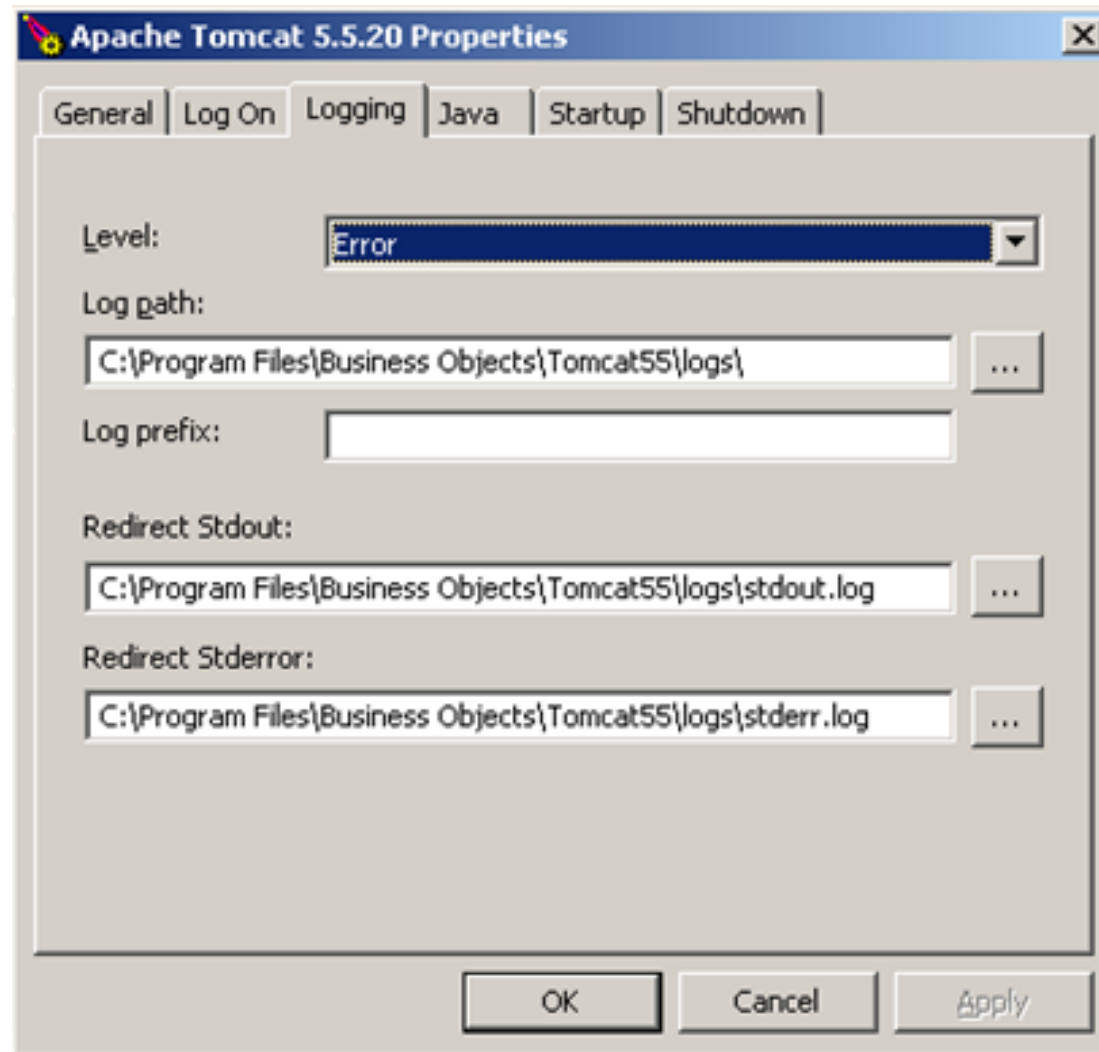 Apache Tomcat 5.5.20 Properties
General Log On Logging Java Startup Shutdown
Level: Error
Log path:
C:\Program Files\Business Objects\Tomcat55\logs\
...
Log prefix:
Redirect Stdout:
C:\Program Files\Business Objects\Tomcat55\logs\stdout.log
...
Redirect Stderror:
C:\Program Files\Business Objects\Tomcat55\logs\stderr.log
...
OK Cancel Apply